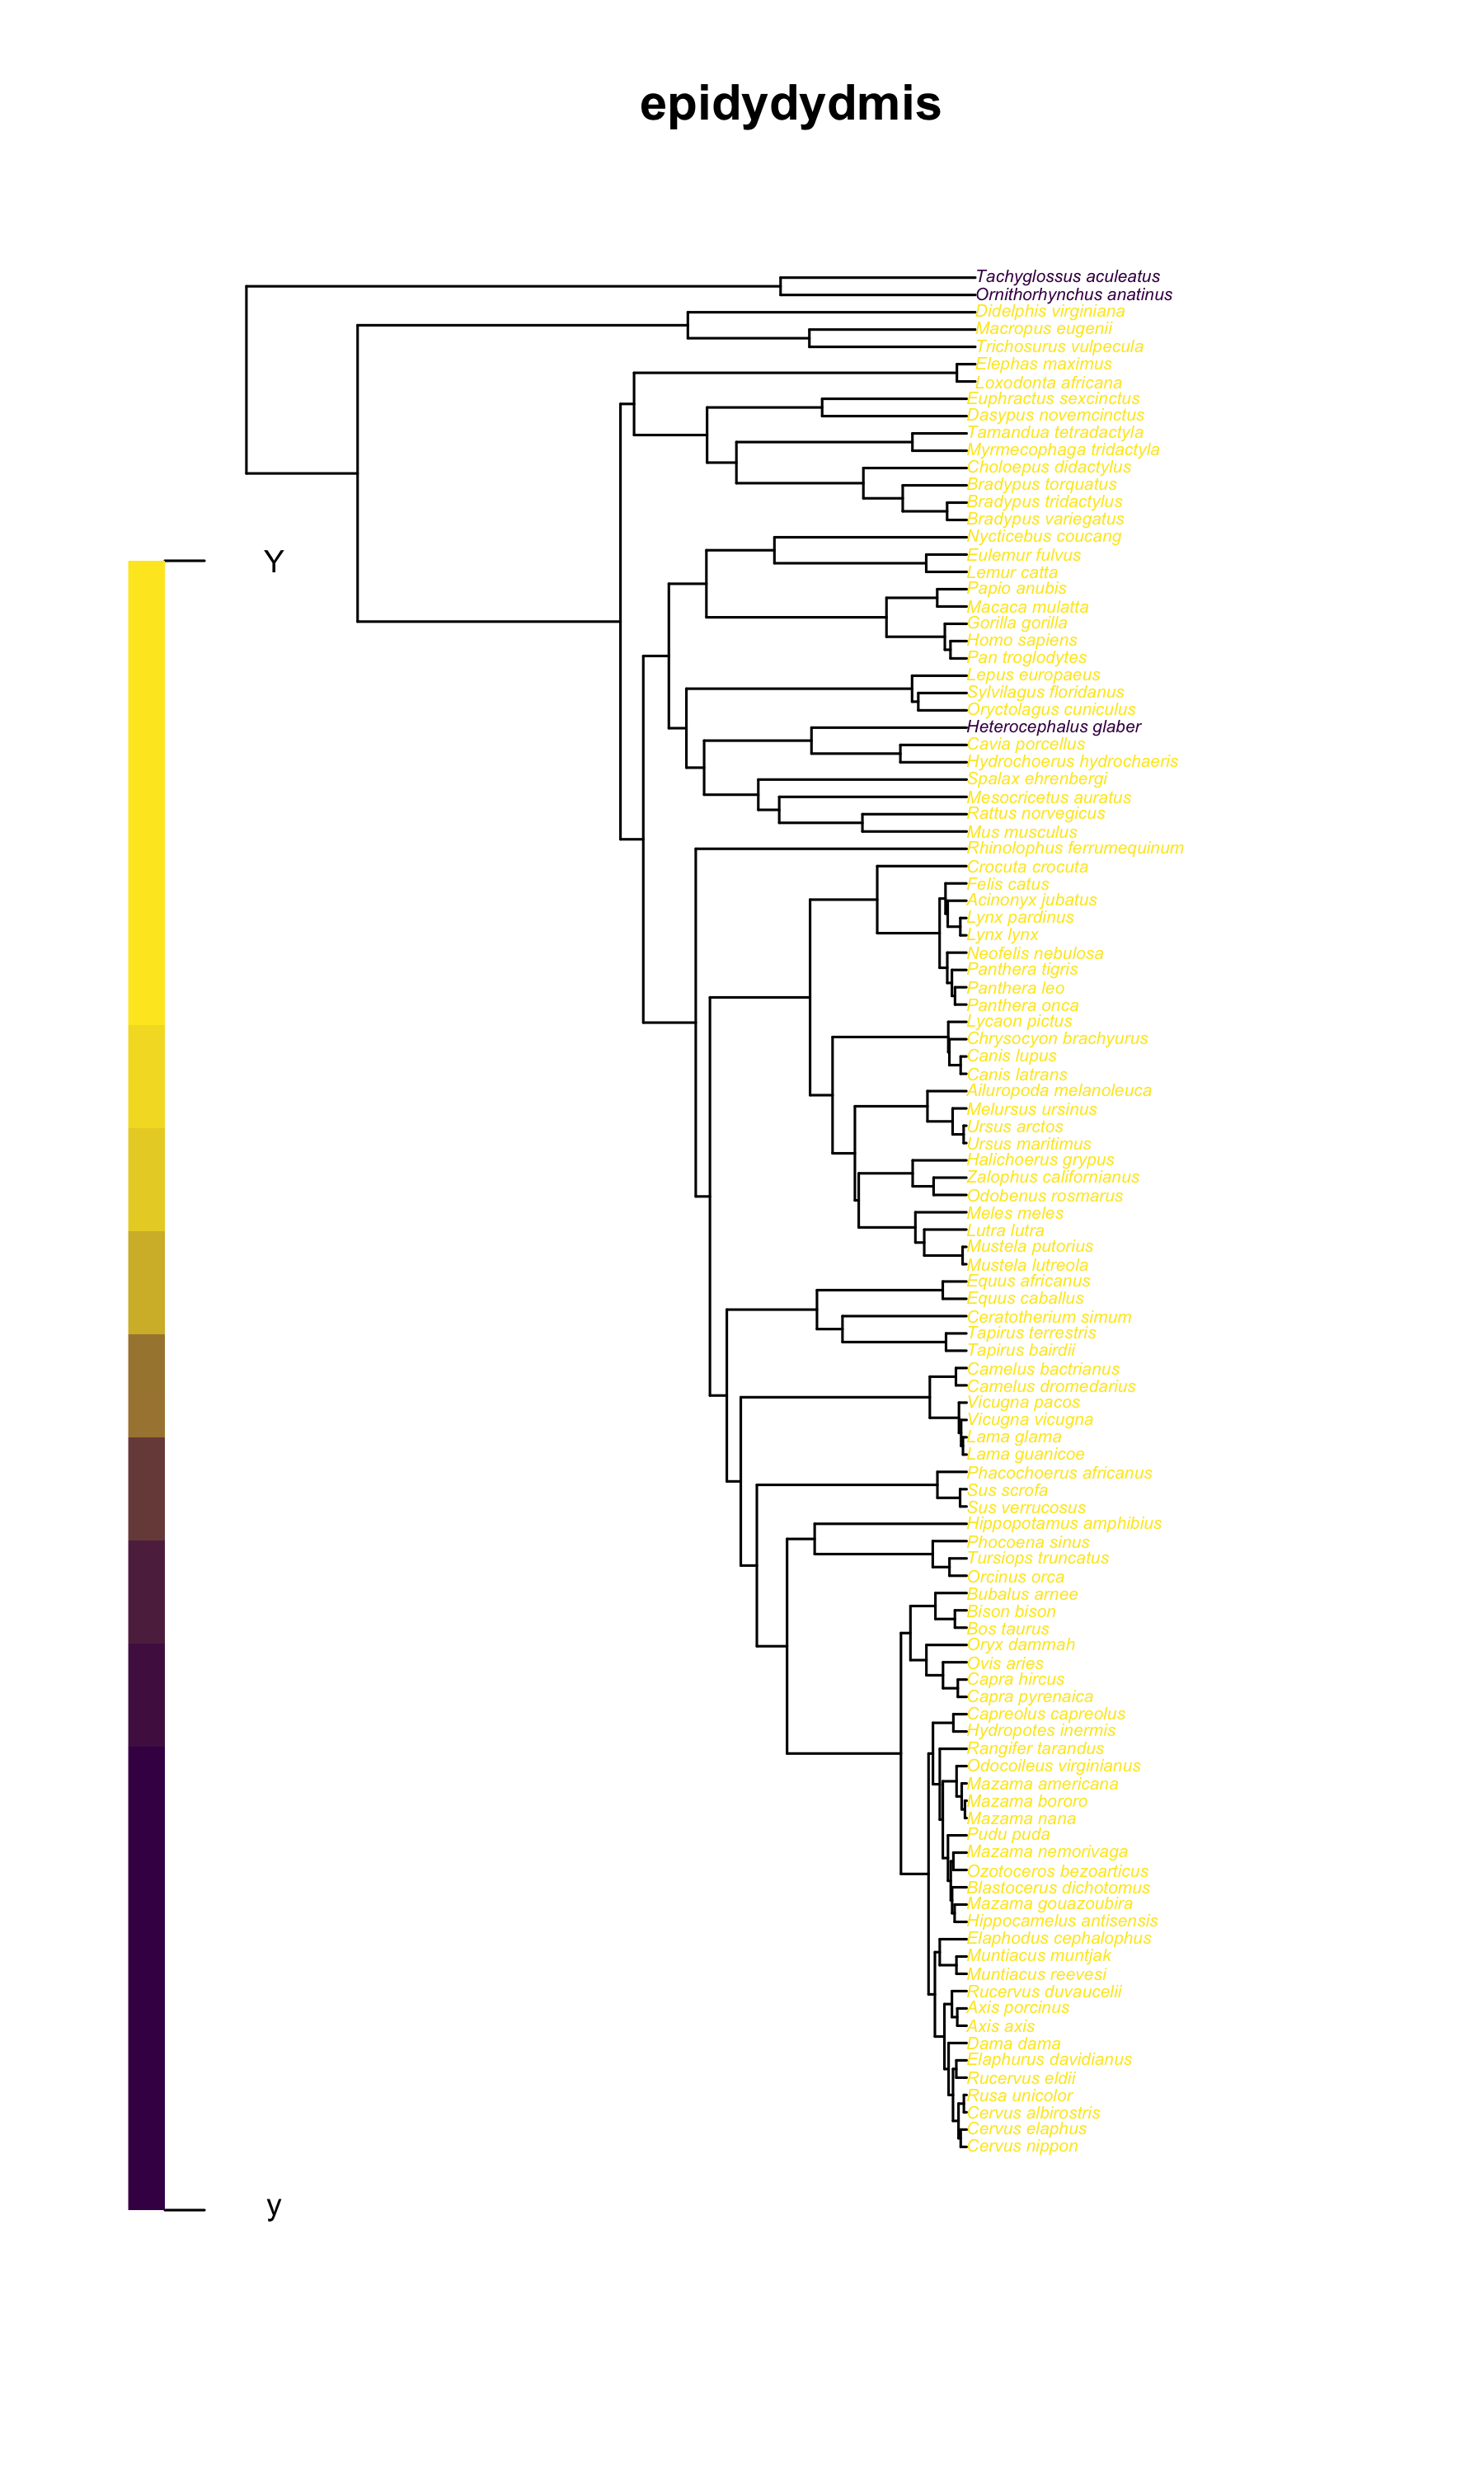 epidydydmis
Tachyglossus aculeatus
Ornithorhynchus anatinus
Didelphis virginiana
Macropus eugenii
Trichosurus vulpecula
Elephas maximus
Loxodonta africana
Euphractus sexcinctus
Dasypus novemcinctus
Tamandua tetradactyla
Myrmecophaga tridactyla
Choloepus didactylus
Bradypus torquatus
Bradypus tridactylus
Bradypus variegatus
Nycticebus coucang
Y
Eulemur fulvus
Lemur catta
Papio anubis
Macaca mulatta
Gorilla gorilla
Homo sapiens
Pan troglodytes
Lepus europaeus
Sylvilagus floridanus
Oryctolagus cuniculus
Heterocephalus glaber
Cavia porcellus
Hydrochoerus hydrochaeris
Spalax ehrenbergi
Mesocricetus auratus
Rattus norvegicus
Mus musculus
Rhinolophus ferrumequinum
Crocuta crocuta
Felis catus
Acinonyx jubatus
Lynx pardinus
Lynx lynx
Neofelis nebulosa
Panthera tigris
Panthera leo
Panthera onca
Lycaon pictus
Chrysocyon brachyurus
Canis lupus
Canis latrans
Ailuropoda melanoleuca
Melursus ursinus
Ursus arctos
Ursus maritimus
Halichoerus grypus
Zalophus californianus
Odobenus rosmarus
Meles meles
Lutra lutra
Mustela putorius
Mustela lutreola
Equus africanus
Equus caballus
Ceratotherium simum
Tapirus terrestris
Tapirus bairdii
Camelus bactrianus
Camelus dromedarius
Vicugna pacos
Vicugna vicugna
Lama glama
Lama guanicoe
Phacochoerus africanus
Sus scrofa
Sus verrucosus
Hippopotamus amphibius
Phocoena sinus
Tursiops truncatus
Orcinus orca
Bubalus arnee
Bison bison
Bos taurus
Oryx dammah
Ovis aries
Capra hircus
Capra pyrenaica
Capreolus capreolus
Hydropotes inermis
Rangifer tarandus
Odocoileus virginianus
Mazama americana
Mazama bororo
Mazama nana
Pudu puda
Mazama nemorivaga
Ozotoceros bezoarticus
Blastocerus dichotomus
Mazama gouazoubira
Hippocamelus antisensis
Elaphodus cephalophus
Muntiacus muntjak
Muntiacus reevesi
Rucervus duvaucelii
Axis porcinus
Axis axis
Dama dama
Elaphurus davidianus
Rucervus eldii
Rusa unicolor
Cervus albirostris
Cervus elaphus
Cervus nippon
y